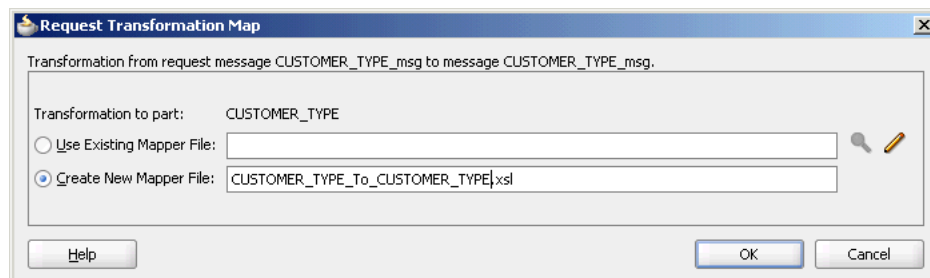 Request Transformation Map
Transformation from request message CUSTOMER_TYPE_msg to message CUSTOMER_TYPE_msg.
Transformation to part: CUSTOMER_TYPE
Use Existing Mapper File:
Create New Mapper File: CUSTOMER_TYPE_To_CUSTOMER_TYPE.xsl
Help OK Cancel